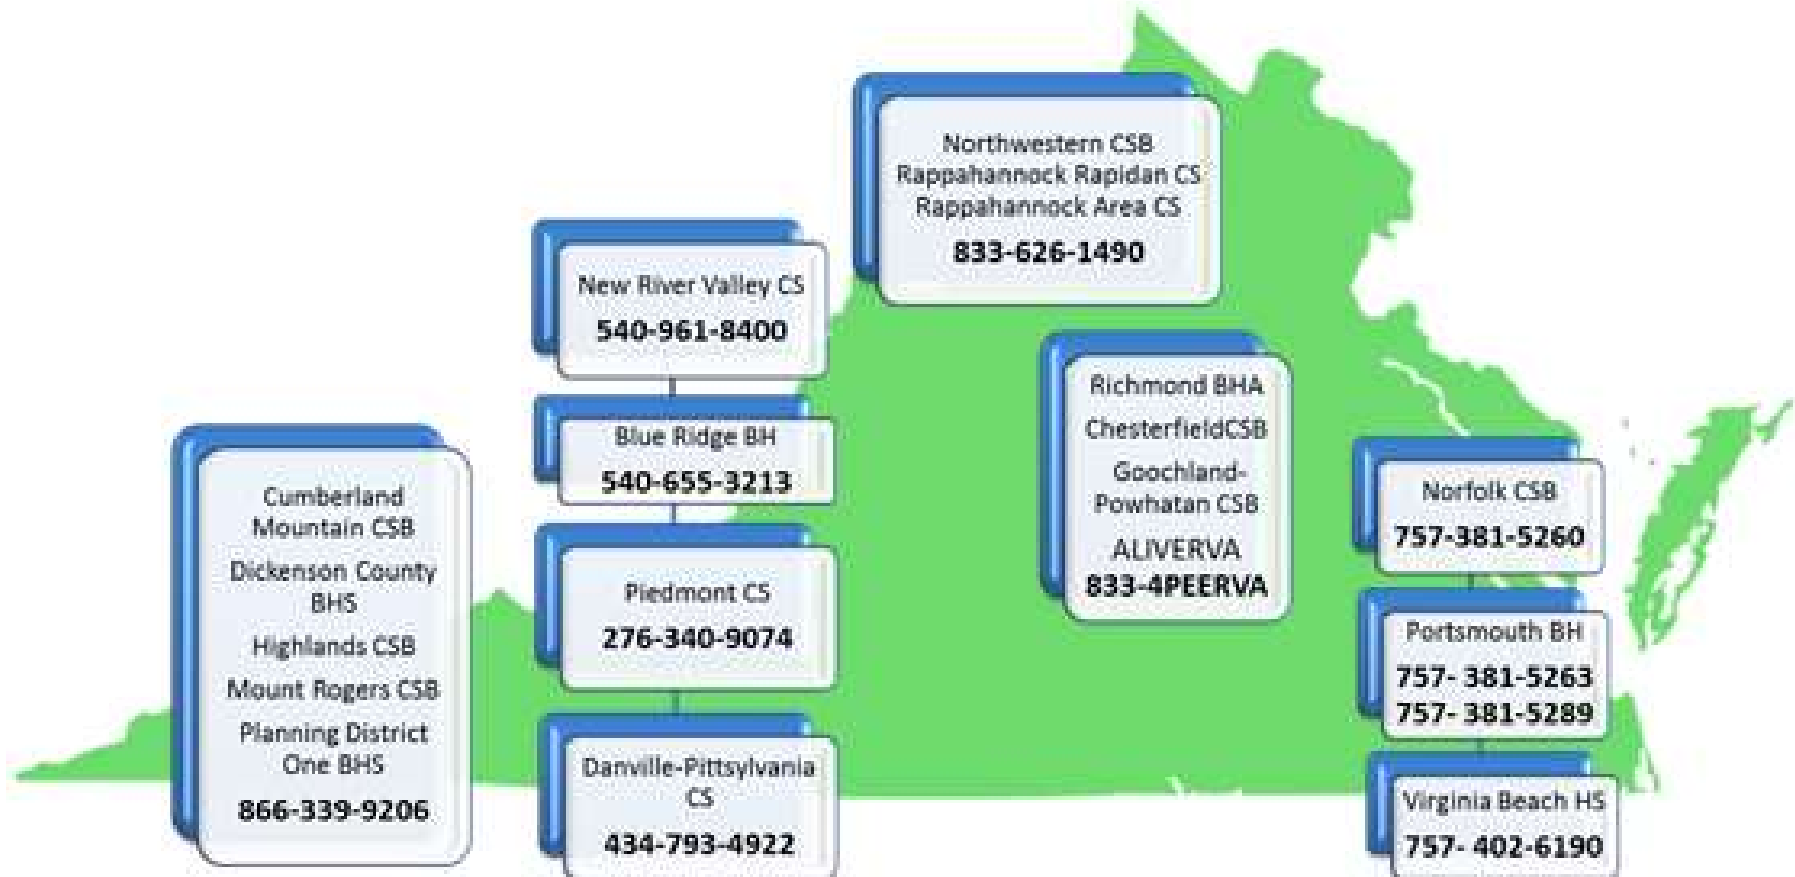 Northwestern CSB
Rappahannock Rapidan CS
Rappahannock Area CS
833-626-1490
New River Valley CS
540-961-8400
Blue Ridge BH
540-655-3213
Piedmont CS
276-340-9074
Danville-Pittsylvania
CS
434-793-4922
Cumberland
Mountain CSB
Dickenson County
BHS
Highlands CSB
Mount Rogers CSB
Planning District
One BHS
866-339-9206
Richmond BHA
ChesterfieldCSB
Goochland-
Powhatan CSB
ALIVERVA
833-4PEERVA
Norfolk CSB
757-381-5260
Portsmouth BH
757- 381-5263
757- 381-5289
Virginia Beach HS
757- 402-6190